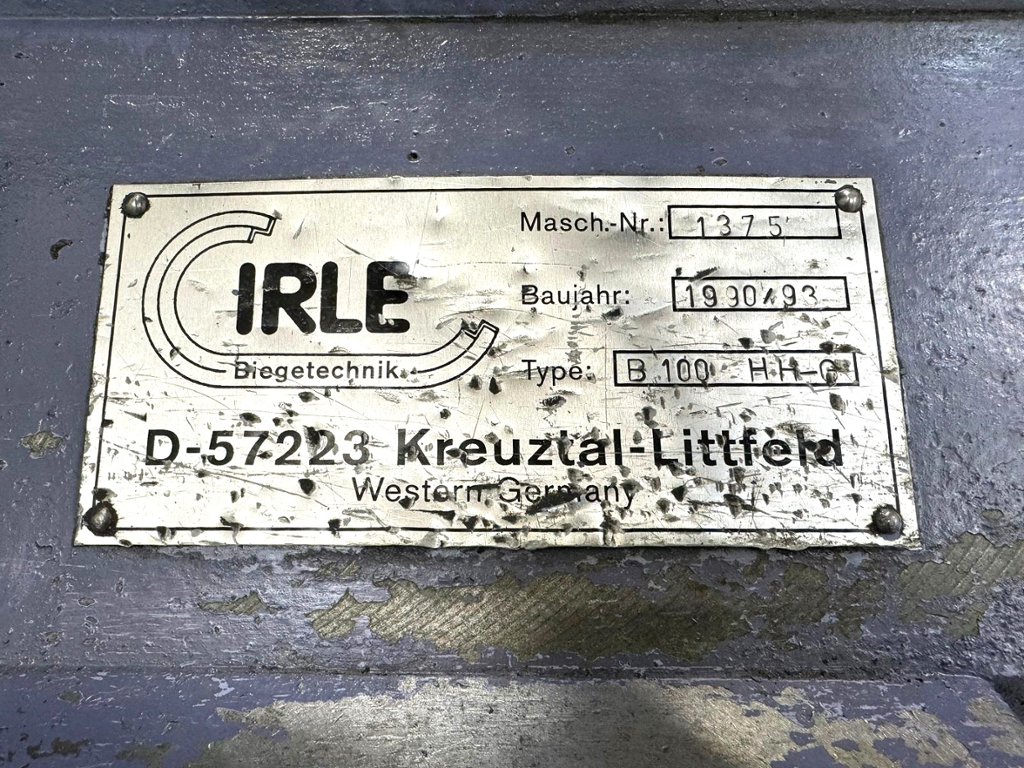 IRLE
Biegetechnik
Masch.-Nr.: 1375
Baujahr: 1990/93
Type: B 100 HH-G
D-57223 Kreuztal-Littfeld
Western Germany